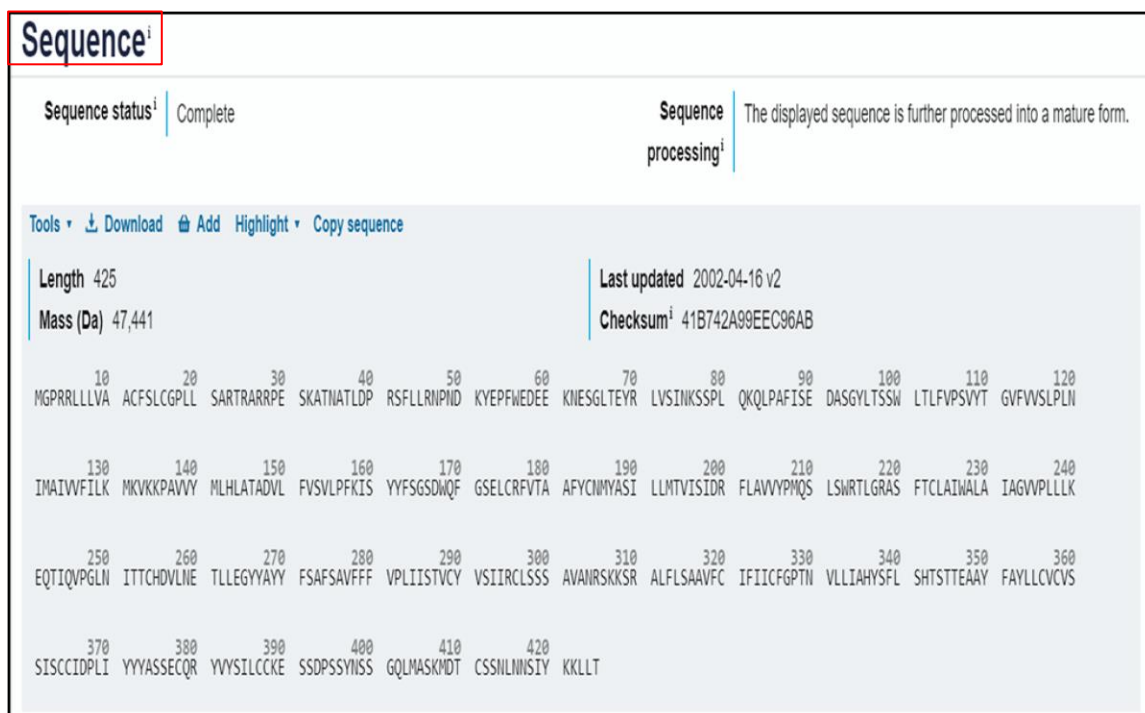 Sequence i
Sequence status i Complete
Sequence processing i The displayed sequence is further processed into a mature form.
Tools Download Add Highlight Copy sequence
Length 425
Last updated 2002-04-16 v2
Mass (Da) 47,441
Checksum i 41B742A99EEC96AB
10 20 30 40 50 60 70 80 90 100 110 120
MGPRRLLLVA ACFSLCGPLL SARTRARRPE SKATNATLDP RSFLLRNPND KYEPFWEDEE KNESGLTEYR LVSINKSSPL QKQLPAFISE DASGYLTSSW LTLFVPSVYT GVFVVSLPLN
130 140 150 160 170 180 190 200 210 220 230 240
IMAIVVFILK MKVKKPAVVY MLHLATADVL FVSVLPFKIS YYFSGSDWQF GSELCRFVTA AFYCNMYASI LLMTVISIDR FLAVVYPMQS LSWRTLGRAS FTCLAIWALA IAGVVPLLLK
250 260 270 280 290 300 310 320 330 340 350 360
EQTIQVPGLN ITTCHDVLNE TLLEGYYAYY FSAFSAVFFF VPLIISTVCY VSIIRCLSSS AVANRSKKSR ALFLSAAVFC IFIICFGPTN VLLIAHYSFL SHTSTTEAAY FAYLLCVCVS
370 380 390 400 410 420
SISCCIDPLI YYYASSECQR YVYSILCCKE SSDPSSYNSS GQLMASKMDT CSSNLNNSIY KKLLT